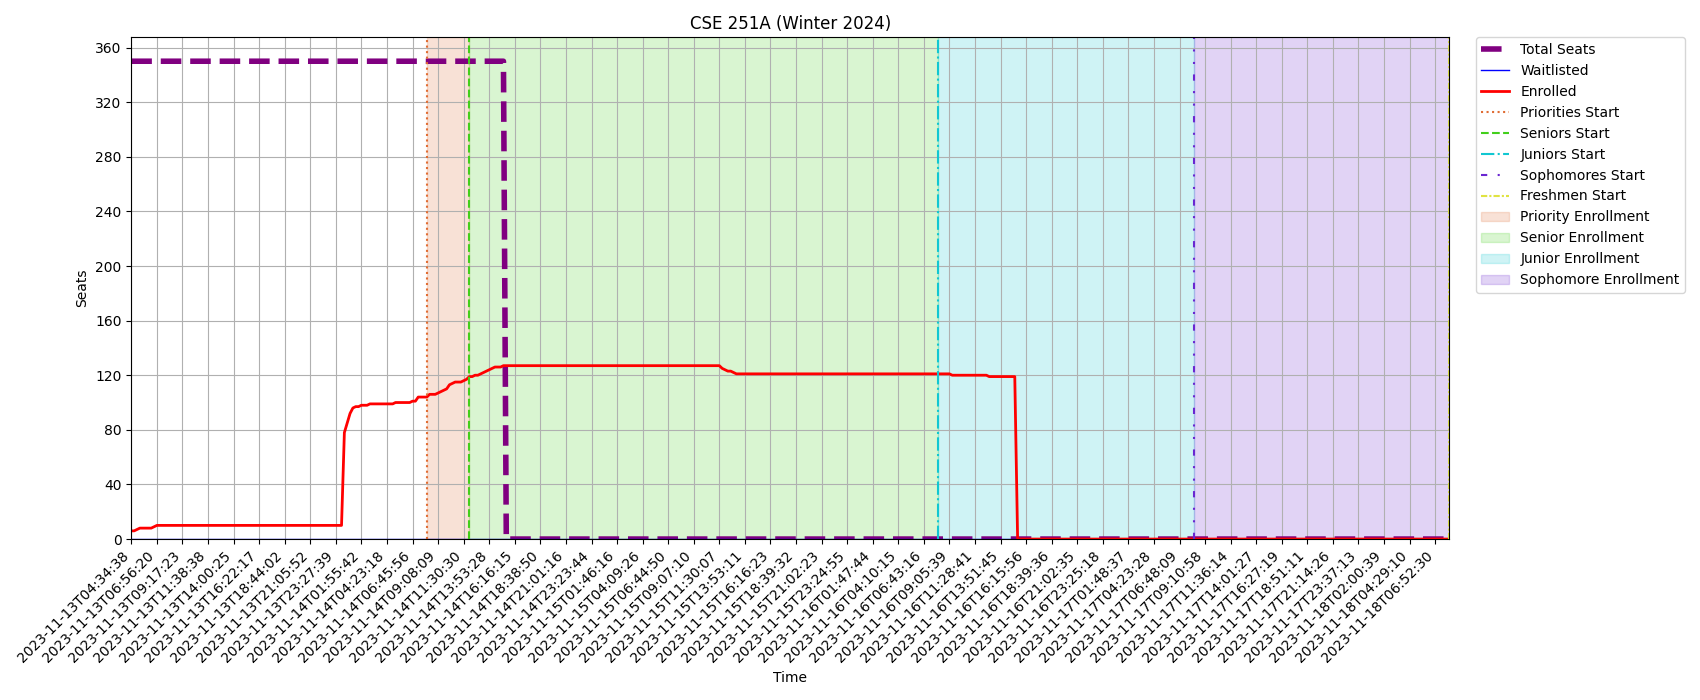 CSE 251A (Winter 2024)
Seats
360
320
280
240
200
160
120
80
40
0
2023-11-13T04:34:38
2023-11-13T06:56:20
2023-11-13T09:17:23
2023-11-13T11:38:38
2023-11-13T14:00:25
2023-11-13T16:22:17
2023-11-13T18:44:02
2023-11-13T21:05:52
2023-11-13T23:27:39
2023-11-14T01:55:42
2023-11-14T04:23:18
2023-11-14T06:45:56
2023-11-14T09:08:09
2023-11-14T11:30:30
2023-11-14T13:53:28
2023-11-14T16:16:15
2023-11-14T18:38:50
2023-11-14T21:01:16
2023-11-14T23:23:44
2023-11-15T01:46:16
2023-11-15T04:09:26
2023-11-15T06:44:50
2023-11-15T09:07:10
2023-11-15T11:30:07
2023-11-15T13:53:11
2023-11-15T16:16:23
2023-11-15T18:39:32
2023-11-15T21:02:23
2023-11-15T23:24:55
2023-11-16T01:47:44
2023-11-16T04:10:15
2023-11-16T06:43:16
2023-11-16T09:05:39
2023-11-16T11:28:41
2023-11-16T13:51:45
2023-11-16T16:15:56
2023-11-16T18:39:36
2023-11-16T21:02:35
2023-11-16T23:25:18
2023-11-17T01:48:37
2023-11-17T04:23:28
2023-11-17T06:48:09
2023-11-17T09:10:58
2023-11-17T11:36:14
2023-11-17T14:01:27
2023-11-17T16:27:19
2023-11-17T18:51:11
2023-11-17T21:14:26
2023-11-17T23:37:13
2023-11-18T02:00:39
2023-11-18T04:29:10
2023-11-18T06:52:30
Time
Total Seats
Waitlisted
Enrolled
Priorities Start
Seniors Start
Juniors Start
Sophomores Start
Freshmen Start
Priority Enrollment
Senior Enrollment
Junior Enrollment
Sophomore Enrollment